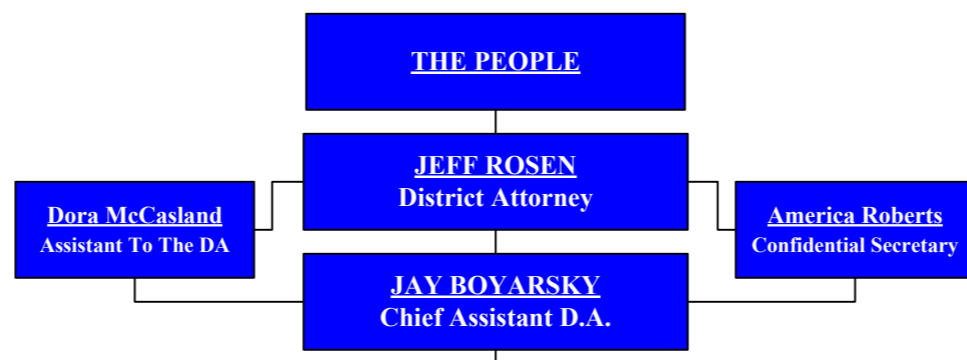 THE PEOPLE
JEFF ROSEN
District Attorney
Dora McCasland
Assistant To The DA
America Roberts
Confidential Secretary
JAY BOYARSKY
Chief Assistant D.A.